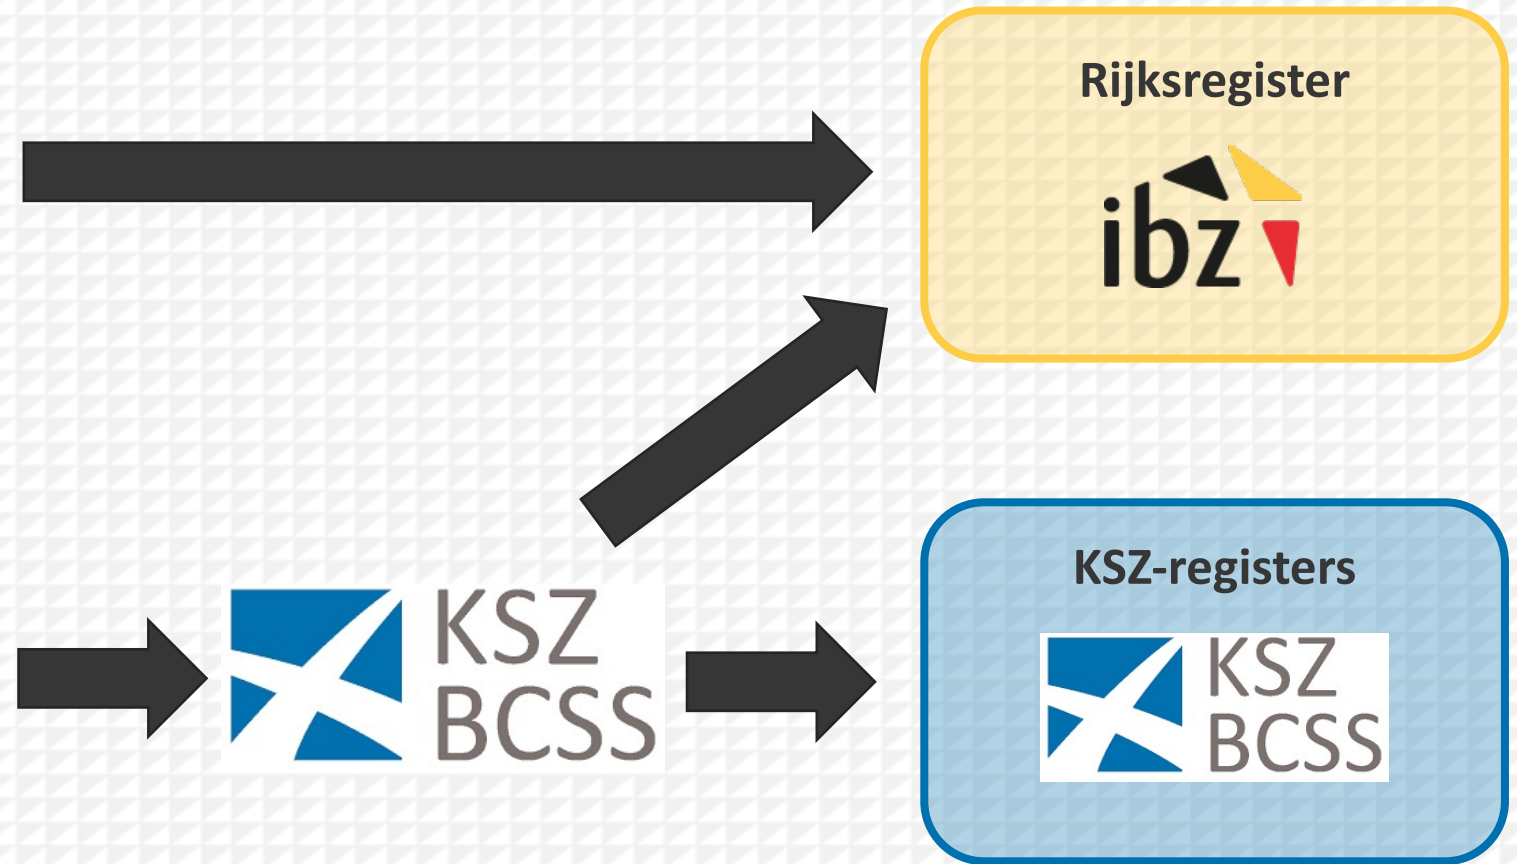 Rijksregister
ibz
KSZ
BCSS
KSZ-registers
KSZ
BCSS